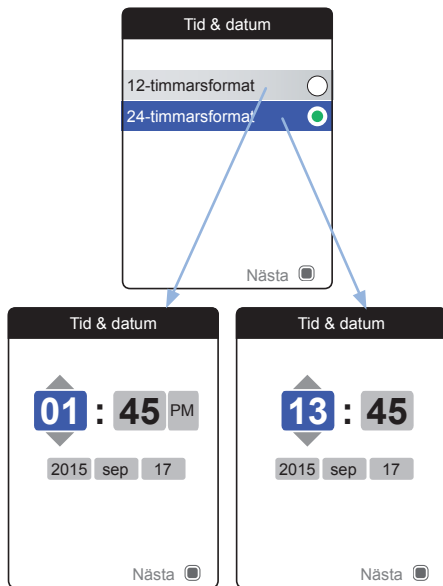 Tid & datum
12-timmarsformat
24-timmarsformat
Nästa
Tid & datum
01 : 45 PM
2015 sep 17
Nästa
Tid & datum
13 : 45
2015 sep 17
Nästa